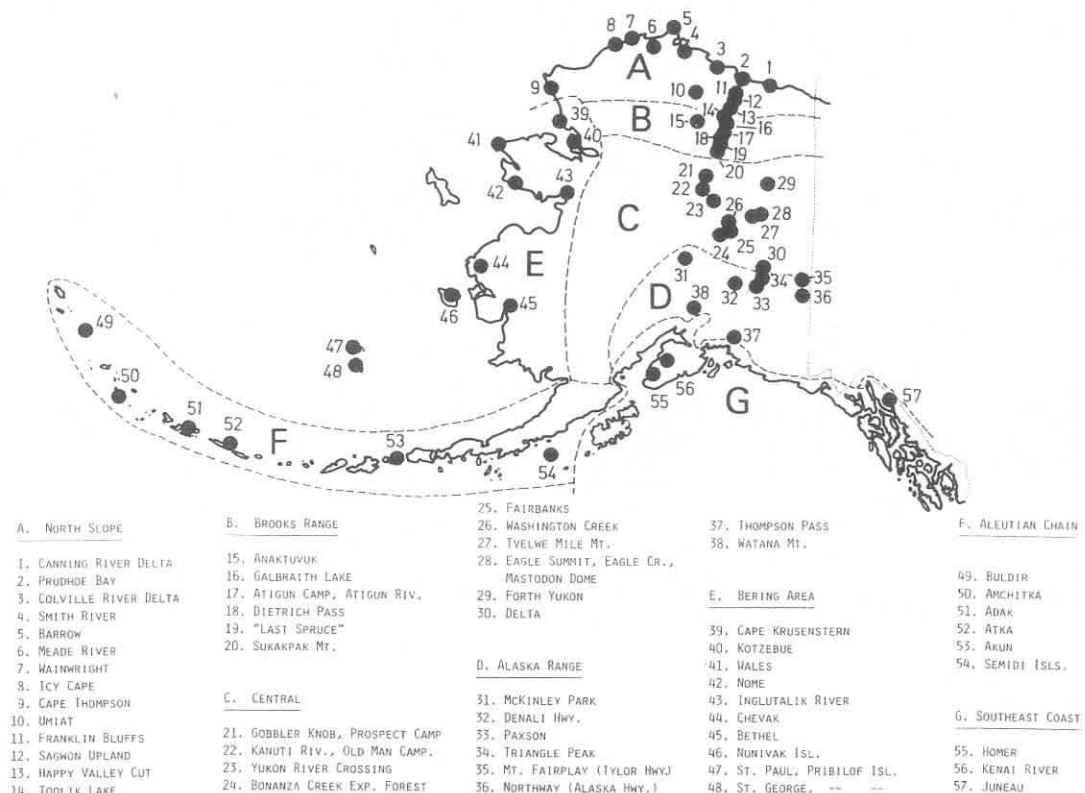 5
7
8
6
4
3
2
1
A
9
10
11
12
14
13
39
B
15
16
40
41
18
17
19
21
20
43
42
22
29
23
26
28
C
27
24
25
30
44
E
31
34
35
D
32
33
36
46
45
38
49
37
47
48
56
50
55
57
51
G
52
F
53
54
A. NORTH SLOPE
1. CANNING RIVER DELTA
2. PRUDHOE BAY
3. COLVILLE RIVER DELTA
4. SMITH RIVER
5. BARROW
6. MEADE RIVER
7. WAINWRIGHT
8. ICY CAPE
9. CAPE THOMPSON
10. UMIAT
11. FRANKLIN BLUFFS
12. SAGWON UPLAND
13. HAPPY VALLEY CUT
14. TOOLIK LAKE
B. BROOKS RANGE
15. ANAKTUVUK
16. GALBRAITH LAKE
17. ATIGUN CAMP, ATIGUN RIV.
18. DIETRICH PASS
19. "LAST SPRUCE"
20. SUKAKPAK MT.
C. CENTRAL
21. GOBBLER KNOB, PROSPECT CAMP
22. KANUTI RIV., OLD MAN CAMP.
23. YUKON RIVER CROSSING
24. BONANZA CREEK EXP. FOREST
25. FAIRBANKS
26. WASHINGTON CREEK
27. TVELWE MILE MT.
28. EAGLE SUMMIT, EAGLE CR.,
MASTODON DOME
29. FORTH YUKON
30. DELTA
D. ALASKA RANGE
31. MCKINLEY PARK
32. DENALI HWY.
33. PAXSON
34. TRIANGLE PEAK
35. MT. FAIRPLAY (TYLOR HWY.)
36. NORTHWAY (ALASKA HWY.)
37. THOMPSON PASS
38. WATANA MT.
E. BERING AREA
39. CAPE KRUSENSTERN
40. KOTZEBUE
41. WALES
42. NOME
43. INGLUTALIK RIVER
44. CHEVAK
45. BETHEL
46. NUNIVAK ISL.
47. ST. PAUL, PRIBILOF ISL.
48. ST. GEORGE, -- --
F. ALEUTIAN CHAIN
49. BULDIR
50. AMCHITKA
51. ADAK
52. ATKA
53. AKUN
54. SEMIDI ISLS.
G. SOUTHEAST COAST
55. HOMER
56. KENAI RIVER
57. JUNEAU